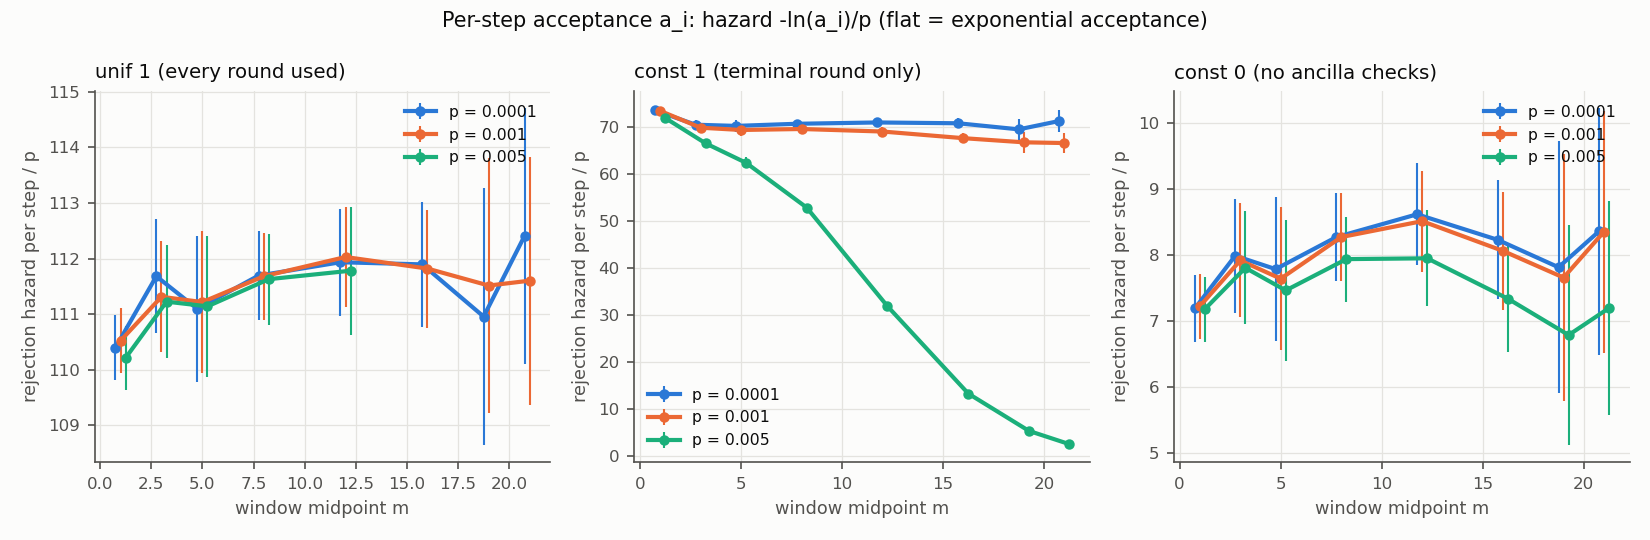 Per-step acceptance a_i: hazard -ln(a_i)/p (flat = exponential acceptance)
unif 1 (every round used)
rejection hazard per step / p
115
114
113
112
111
110
109
p = 0.0001
p = 0.001
p = 0.005
0.0 2.5 5.0 7.5 10.0 12.5 15.0 17.5 20.0
window midpoint m
const 1 (terminal round only)
rejection hazard per step / p
70
60
50
40
30
20
10
0
p = 0.0001
p = 0.001
p = 0.005
0 5 10 15 20
window midpoint m
const 0 (no ancilla checks)
rejection hazard per step / p
10
9
8
7
6
5
p = 0.0001
p = 0.001
p = 0.005
0 5 10 15 20
window midpoint m